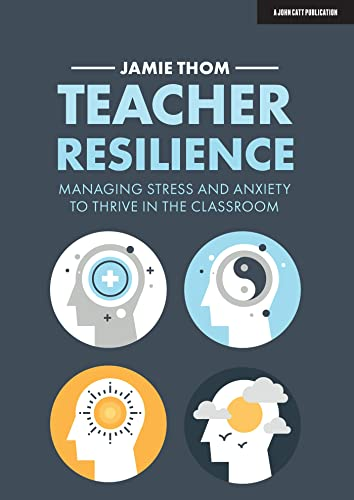 A JOHN CATT PUBLICATION
JAMIE THOM
TEACHER
RESILIENCE
MANAGING STRESS AND ANXIETY
TO THRIVE IN THE CLASSROOM